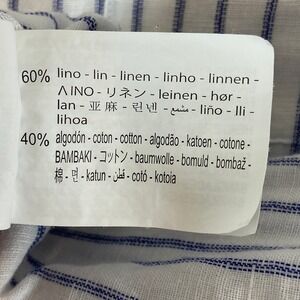 60% lino - lin - linen - linho - linnen -
ΛΙΝΟ - リネン - leinen - hør -
lan - 亚 麻 - 린넨 - مشمع - liño - lli -
lihoa
40% algodón - coton - cotton - algodão - katoen - cotone -
BAMBAKI - コットン - baumwolle - bomuld - bombaž -
棉 - 면 - katun - قطن - cotó - kotoia